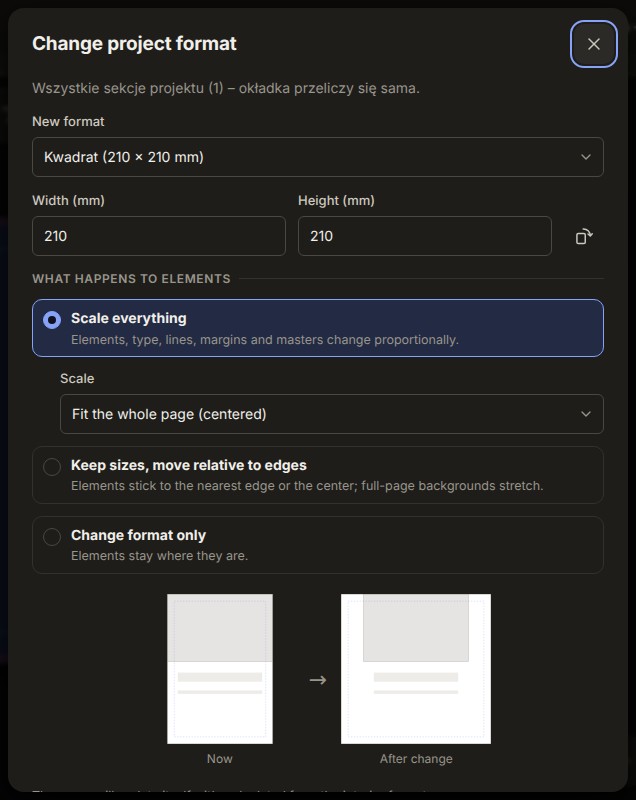 Change project format
Wszystkie sekcje projektu (1) – okładka przeliczy się sama.
New format
Kwadrat (210 × 210 mm)
Width (mm)
Height (mm)
210
210
WHAT HAPPENS TO ELEMENTS
Scale everything
Elements, type, lines, margins and masters change proportionally.
Scale
Fit the whole page (centered)
Keep sizes, move relative to edges
Elements stick to the nearest edge or the center; full-page backgrounds stretch.
Change format only
Elements stay where they are.
Now
After change